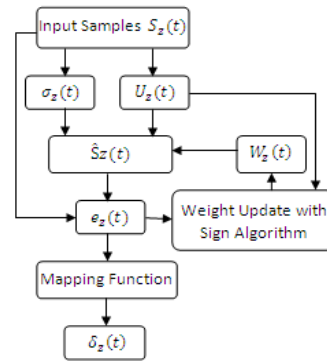 Input Samples S_z(t)
σ_z(t)
U_z(t)
Ŝz(t)
W_z(t)
e_z(t)
Weight Update with
Sign Algorithm
Mapping Function
δ_z(t)